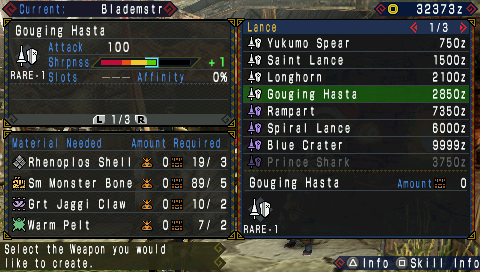 Current: Blademstr
32373z
Gouging Hasta
Attack 100
Shrpnss +1
RARE-1 Slots --- Affinity 0%
L 1/3 R
Material Needed Amount Required
Rhenoplos Shell 0 19/ 3
Sm Monster Bone 0 89/ 5
Grt Jaggi Claw 0 10/ 2
Warm Pelt 0 7/ 2
Select the Weapon you would
like to create.
Lance 1/3
Yukumo Spear 750z
Saint Lance 1500z
Longhorn 2100z
Gouging Hasta 2850z
Rampart 7350z
Spiral Lance 6000z
Blue Crater 9999z
Prince Shark 3750z
Gouging Hasta Amount 0
RARE-1
Info Skill Info